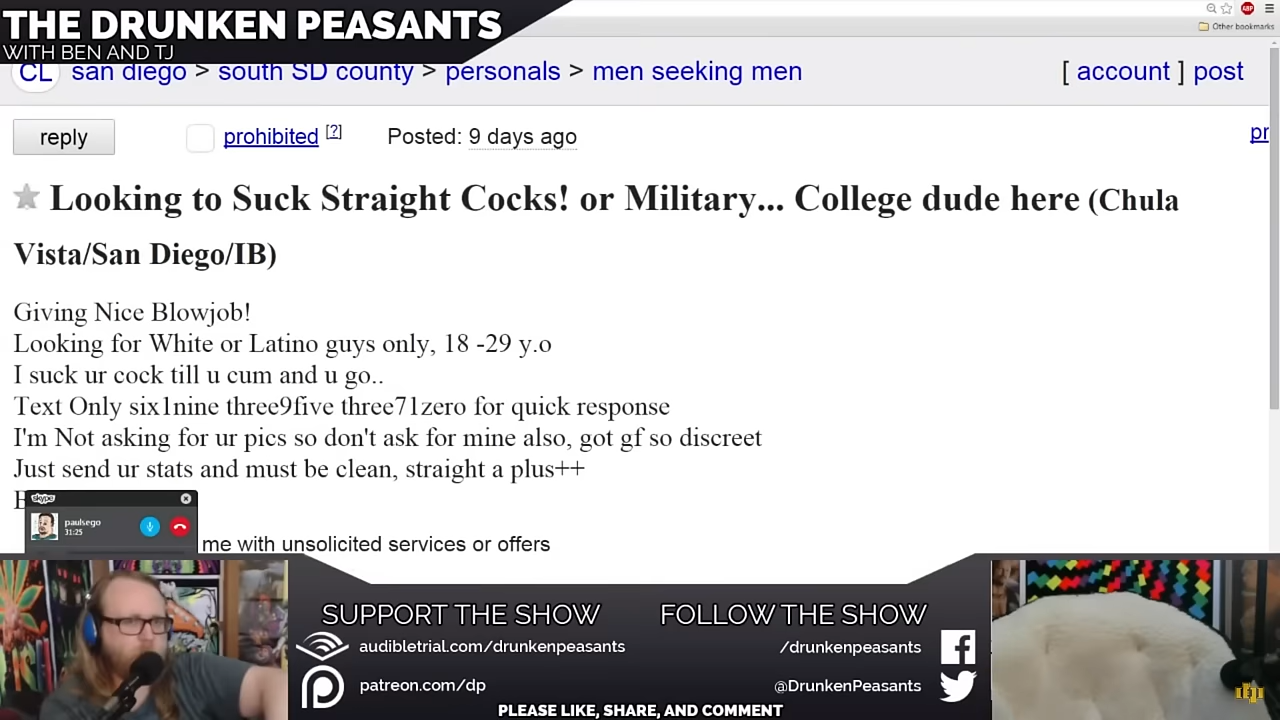 THE DRUNKEN PEASANTS
WITH BEN AND TJ
Other bookmarks
CL san diego > south SD county > personals > men seeking men [ account ] post
reply prohibited [?] Posted: 9 days ago pr
Looking to Suck Straight Cocks! or Military... College dude here (Chula
Vista/San Diego/IB)
Giving Nice Blowjob!
Looking for White or Latino guys only, 18 -29 y.o
I suck ur cock till u cum and u go..
Text Only six1nine three9five three71zero for quick response
I'm Not asking for ur pics so don't ask for mine also, got gf so discreet
Just send ur stats and must be clean, straight a plus++
skype
paulsego
31:25
me with unsolicited services or offers
SUPPORT THE SHOW
audibletrial.com/drunkenpeasants
patreon.com/dp
FOLLOW THE SHOW
/drunkenpeasants
@DrunkenPeasants
PLEASE LIKE, SHARE, AND COMMENT